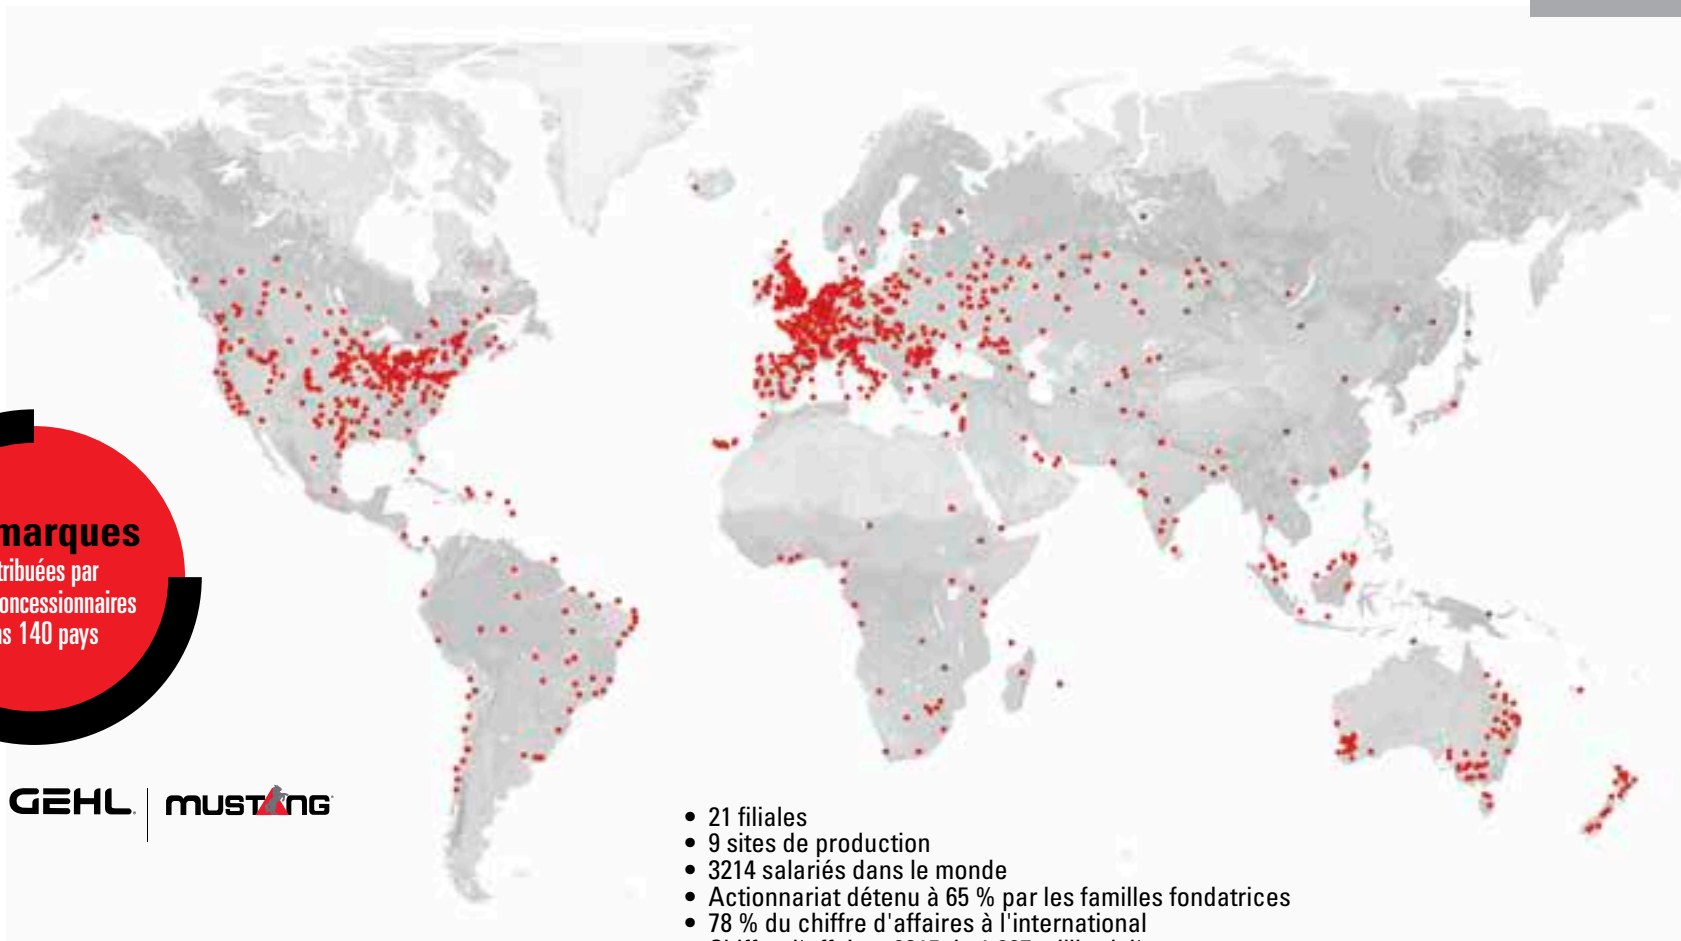 marques
tribuées par
oncessionnaires
s 140 pays
GEHL
MUSTANG
• 21 filiales
• 9 sites de production
• 3214 salariés dans le monde
• Actionnariat détenu à 65 % par les familles fondatrices
• 78 % du chiffre d'affaires à l'international